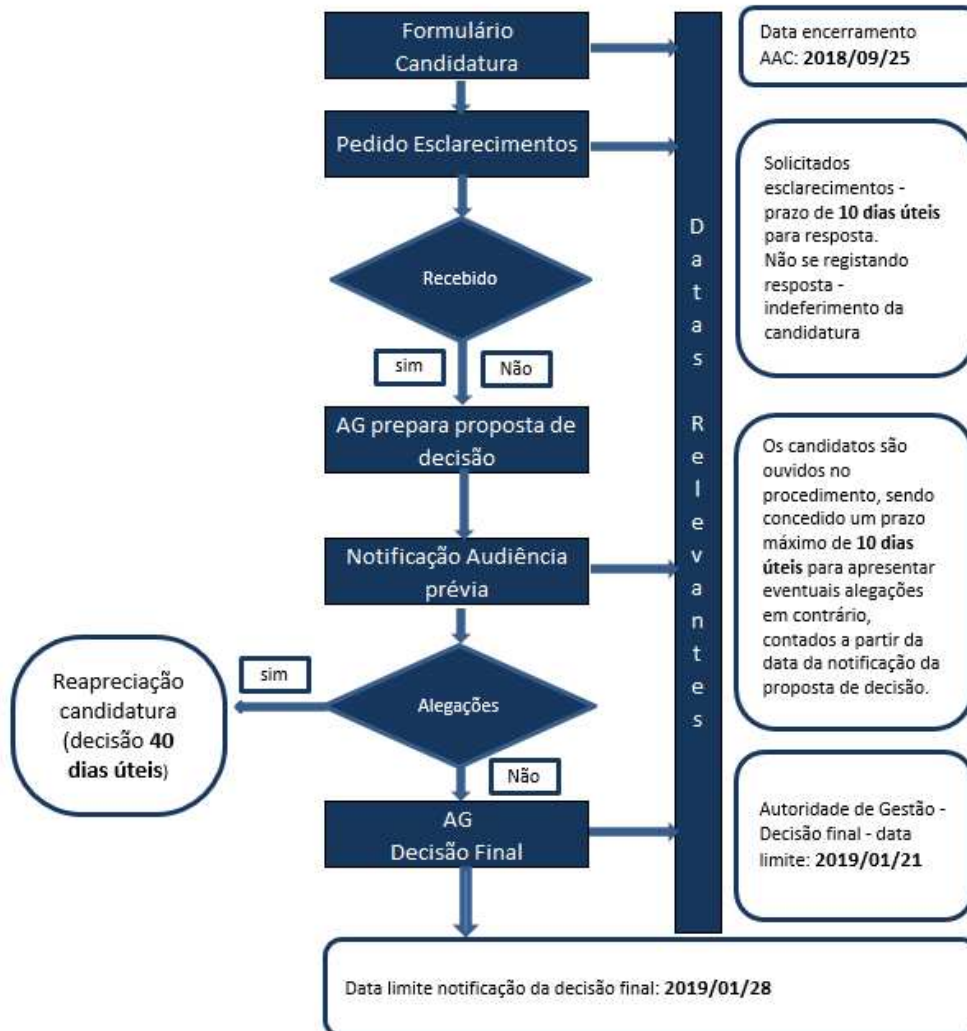 Formulário
Candidatura
Data encerramento
AAC: 2018/09/25
Pedido Esclarecimentos
Solicitados
esclarecimentos -
prazo de 10 dias úteis
para resposta.
Não se registando
resposta -
indeferimento da
candidatura
Recebido
sim
Não
AG prepara proposta de
decisão
Datas Relevantes
Os candidatos são
ouvidos no
procedimento, sendo
concedido um prazo
máximo de 10 dias
úteis para apresentar
eventuais alegações
em contrário,
contados a partir da
data da notificação da
proposta de decisão.
Notificação Audiência
prévia
Alegações
sim
Reapreciação
candidatura
(decisão 40
dias úteis)
Não
AG
Decisão Final
Autoridade de Gestão -
Decisão final - data
limite: 2019/01/21
Data limite notificação da decisão final: 2019/01/28